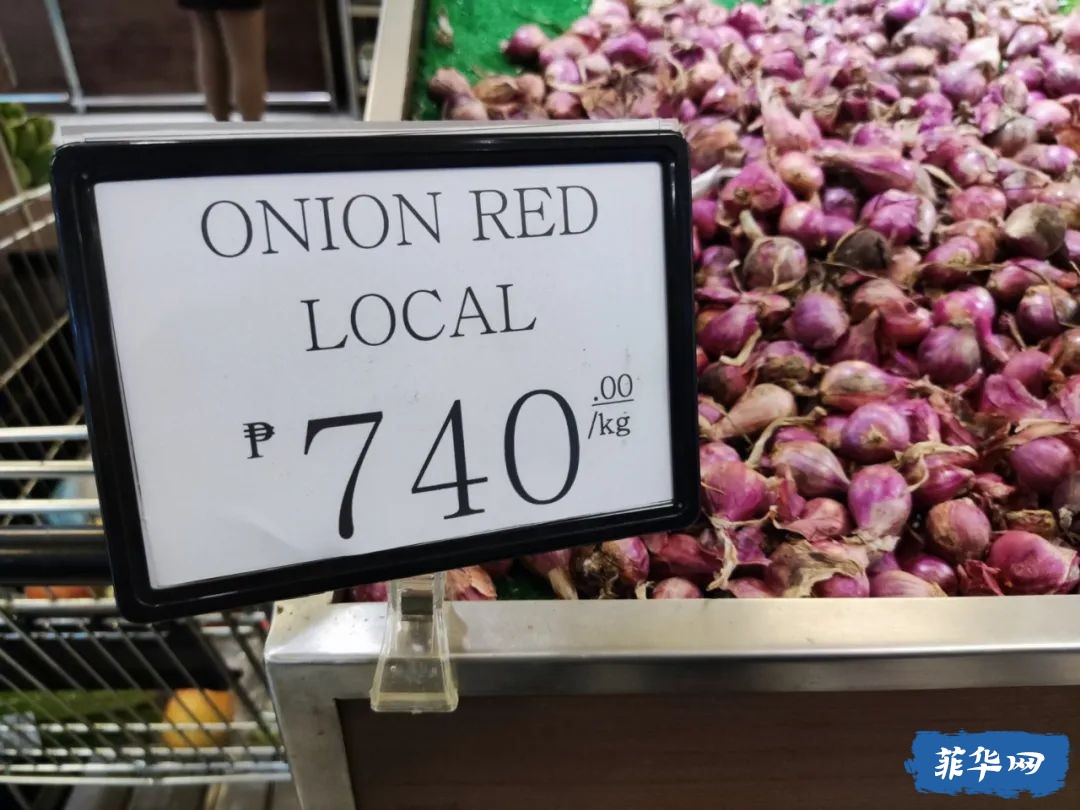 ONION RED
LOCAL
₱740.00/kg
菲华网